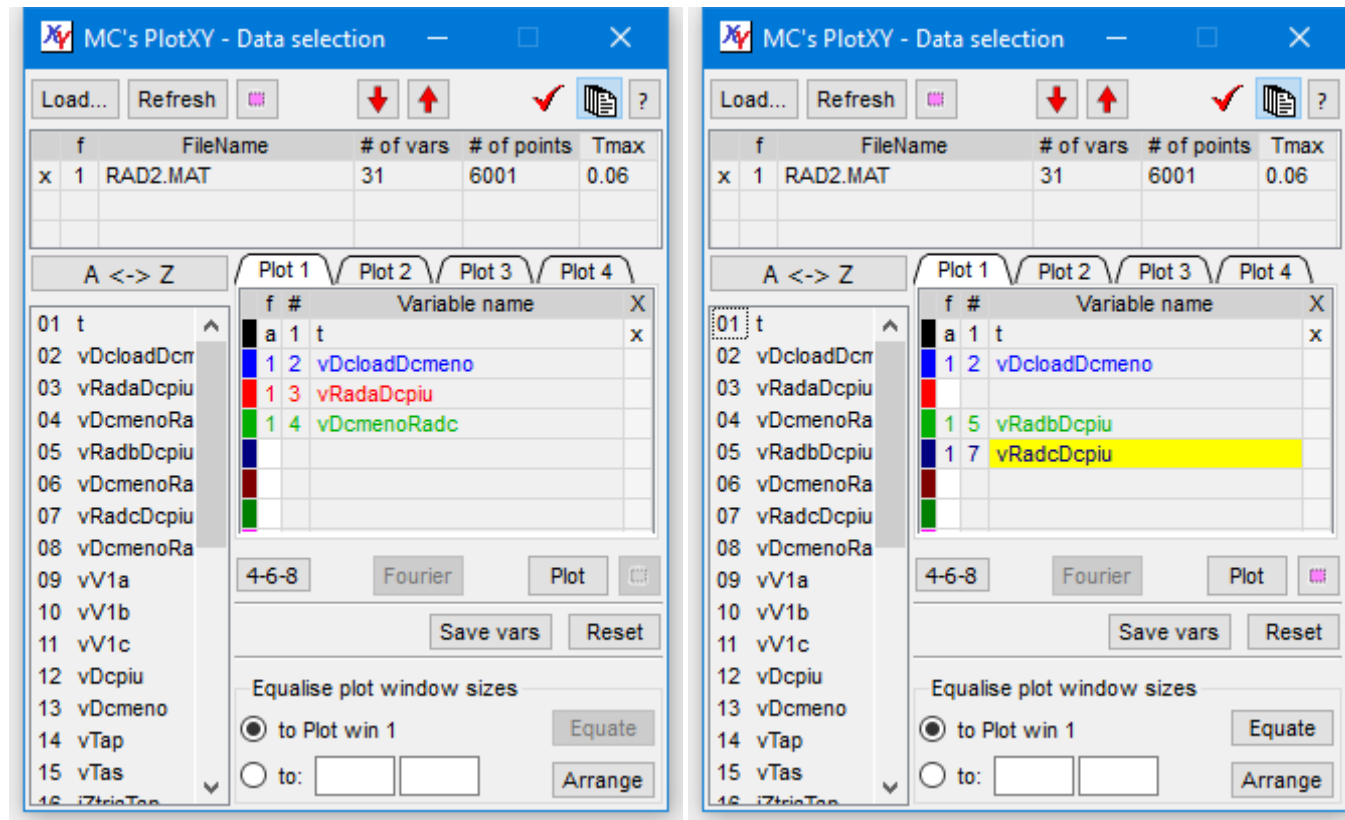 MC's PlotXY - Data selection
Load... Refresh ?
f FileName # of vars # of points Tmax
x 1 RAD2.MAT 31 6001 0.06
A <-> Z
Plot 1 Plot 2 Plot 3 Plot 4
01 t
02 vDcloadDcm
03 vRadaDcpiu
04 vDcmenoRa
05 vRadbDcpiu
06 vDcmenoRa
07 vRadcDcpiu
08 vDcmenoRa
09 vV1a
10 vV1b
11 vV1c
12 vDcpiu
13 vDcmeno
14 vTap
15 vTas
f # Variable name X
a 1 t x
1 2 vDcloadDcmeno
1 3 vRadaDcpiu
1 4 vDcmenoRadc
4-6-8 Fourier Plot
Save vars Reset
Equalise plot window sizes
to Plot win 1 Equate
to: Arrange
MC's PlotXY - Data selection
Load... Refresh ?
f FileName # of vars # of points Tmax
x 1 RAD2.MAT 31 6001 0.06
A <-> Z
Plot 1 Plot 2 Plot 3 Plot 4
01 t
02 vDcloadDcm
03 vRadaDcpiu
04 vDcmenoRa
05 vRadbDcpiu
06 vDcmenoRa
07 vRadcDcpiu
08 vDcmenoRa
09 vV1a
10 vV1b
11 vV1c
12 vDcpiu
13 vDcmeno
14 vTap
15 vTas
f # Variable name X
a 1 t x
1 2 vDcloadDcmeno
1 5 vRadbDcpiu
1 7 vRadcDcpiu
4-6-8 Fourier Plot
Save vars Reset
Equalise plot window sizes
to Plot win 1 Equate
to: Arrange